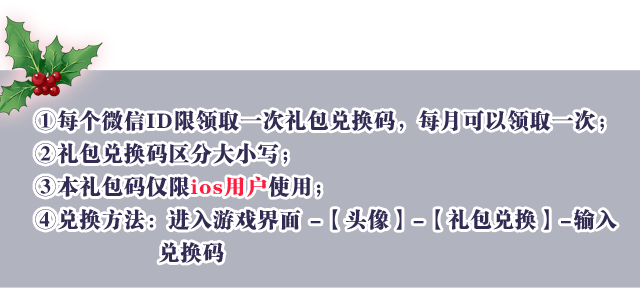 ①每个微信ID限领取一次礼包兑换码，每月可以领取一次；
②礼包兑换码区分大小写；
③本礼包码仅限ios用户使用；
④兑换方法：进入游戏界面 -【头像】-【礼包兑换】-输入
兑换码